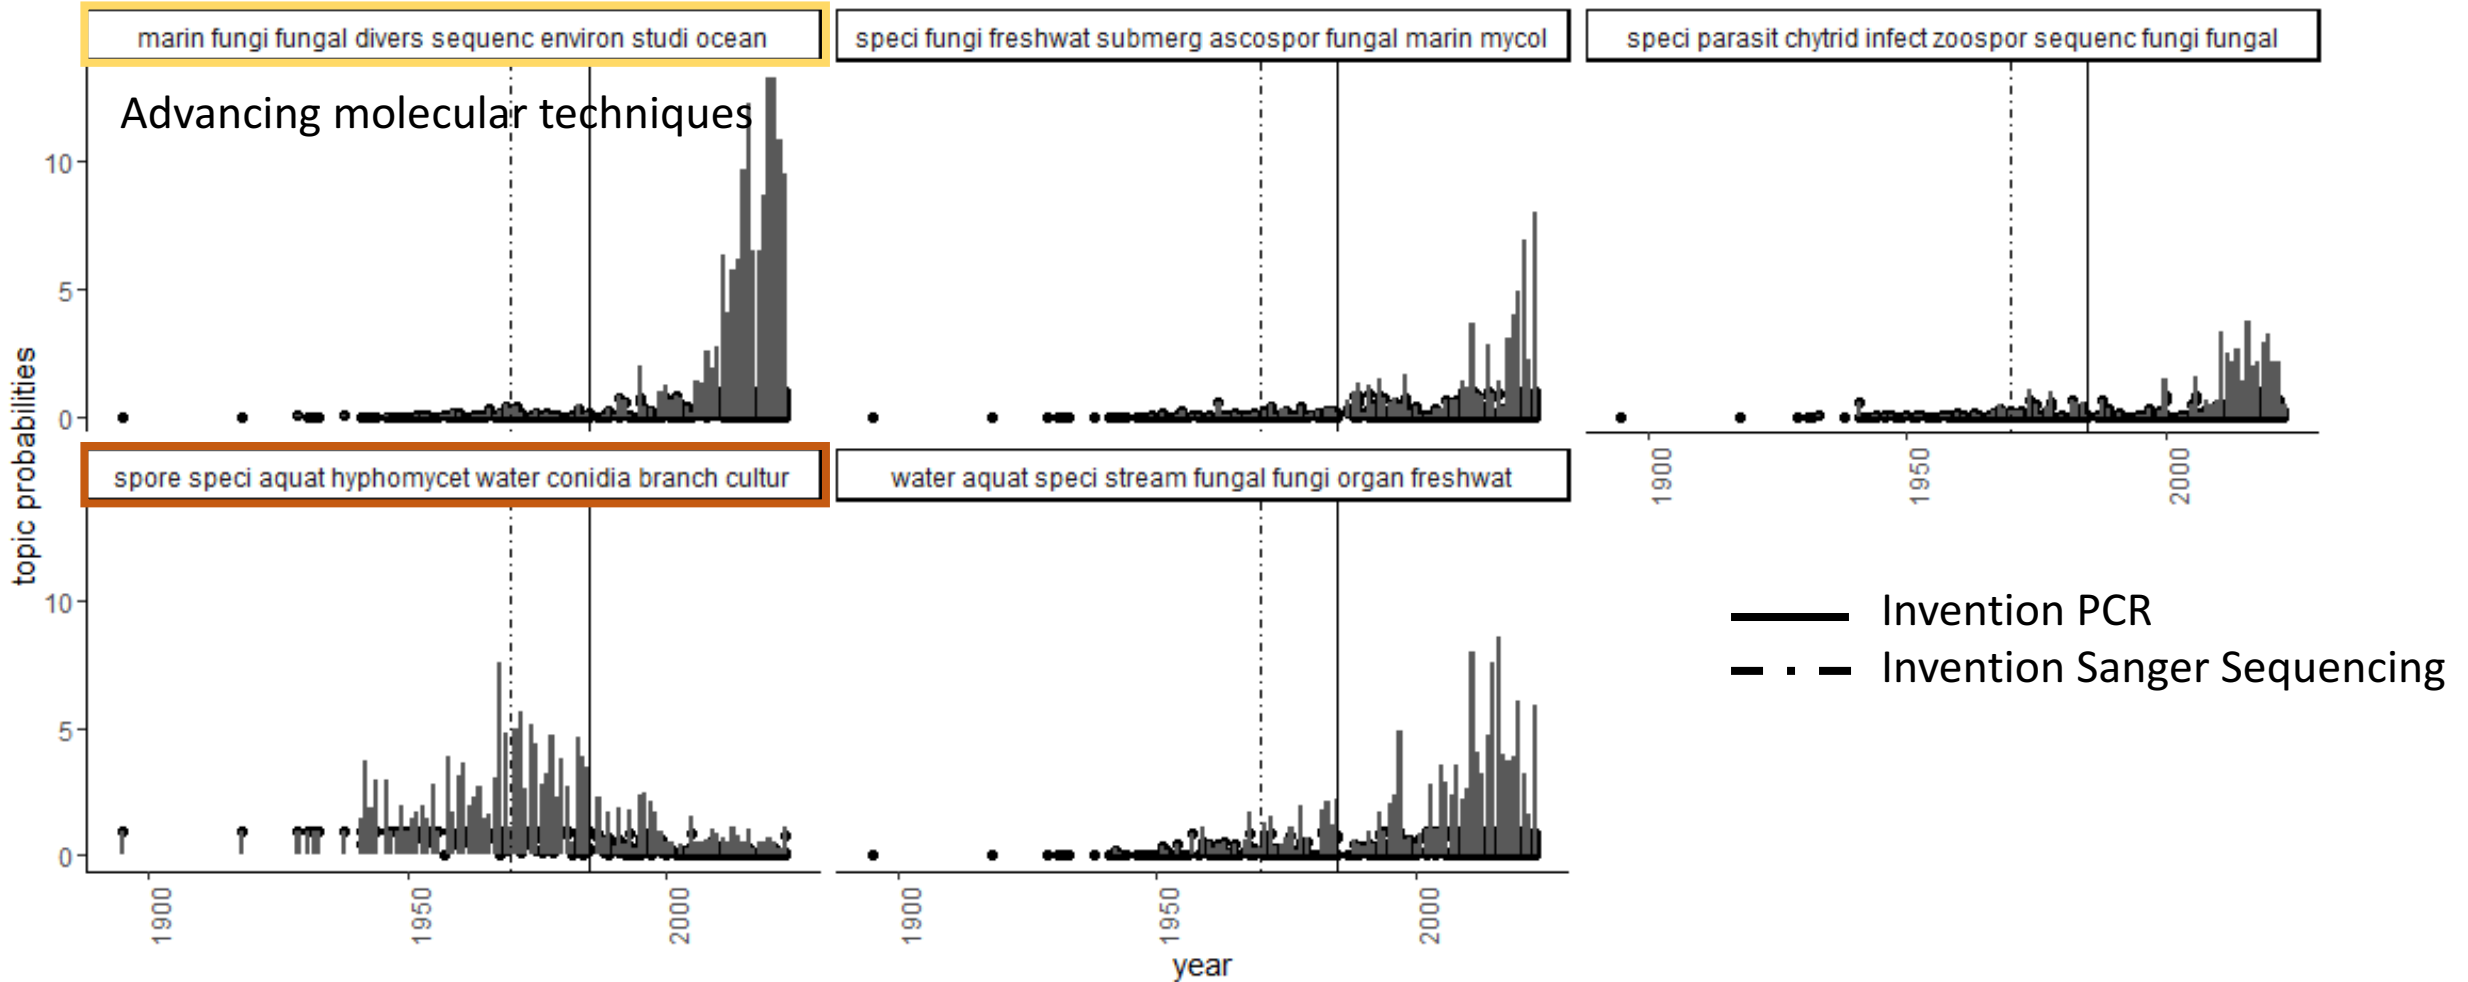 marin fungi fungal divers sequenc environ studi ocean
speci fungi freshwat submerg ascospor fungal marin mycol
speci parasit chytrid infect zoospor sequenc fungi fungal
Advancing molecular techniques
10
5
0
1900
1950
2000
topic probabilities
spore speci aquat hyphomycet water conidia branch cultur
water aquat speci stream fungal fungi organ freshwat
10
5
0
Invention PCR
Invention Sanger Sequencing
1900
1950
2000
1900
1950
2000
year